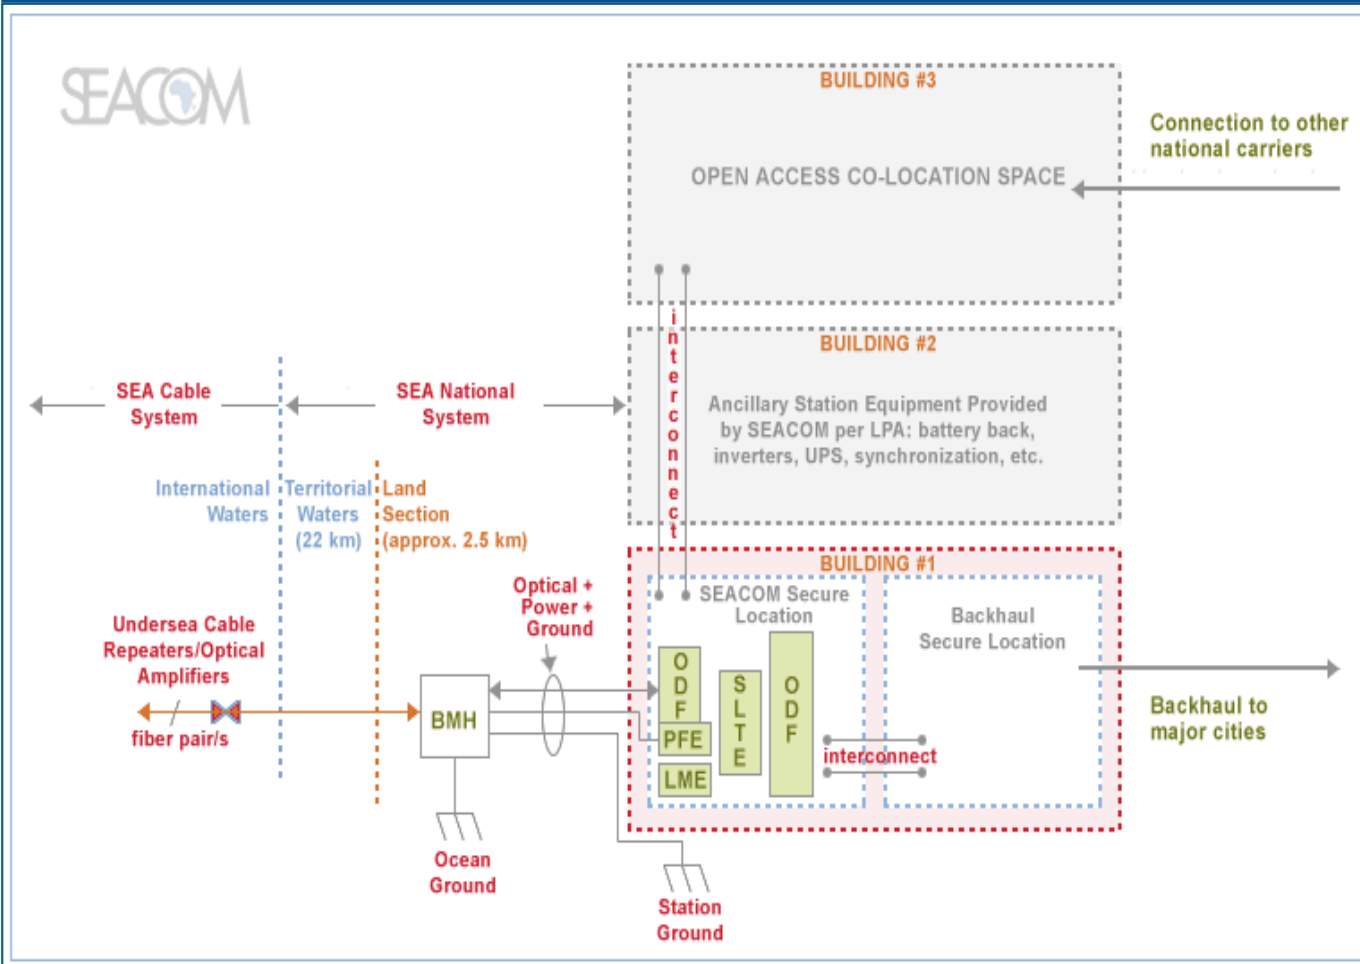 SEACOM
BUILDING #3
OPEN ACCESS CO-LOCATION SPACE
Connection to other
national carriers
interconnect
BUILDING #2
Ancillary Station Equipment Provided
by SEACOM per LPA: battery back,
inverters, UPS, synchronization, etc.
SEA Cable
System
SEA National
System
International
Waters
Territorial
Waters
(22 km)
Land
Section
(approx. 2.5 km)
BUILDING #1
SEACOM Secure
Location
Backhaul
Secure Location
Optical +
Power +
Ground
Undersea Cable
Repeaters/Optical
Amplifiers
fiber pair/s
BMH
ODF
PFE
LME
SLTE
ODF
interconnect
Backhaul to
major cities
Ocean
Ground
Station
Ground